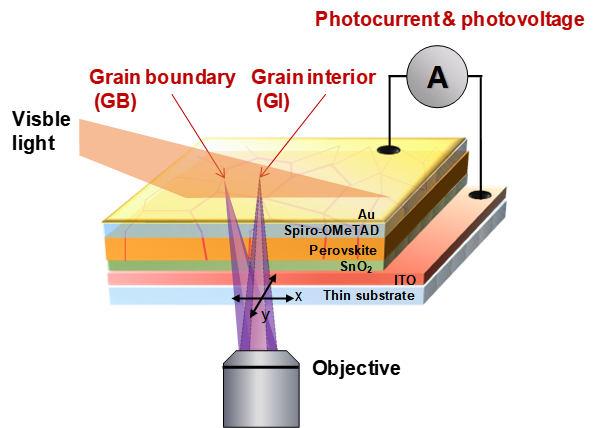 Photocurrent & photovoltage
A
Grain boundary
(GB)
Grain interior
(GI)
Visble
light
Au
Spiro-OMeTAD
Perovskite
SnO2
ITO
Thin substrate
x
y
Objective